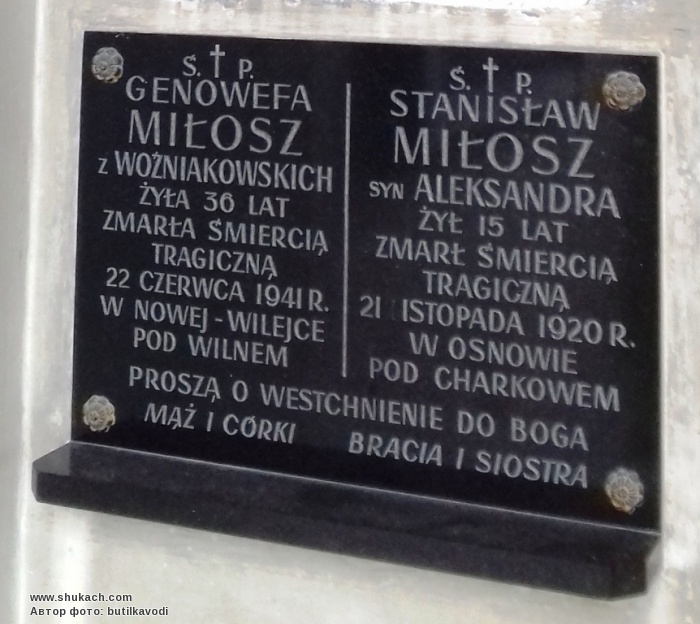 Ś. † P.
GENOWEFA
MIŁOSZ
z WOŹNIAKOWSKICH
ŻYŁA 36 LAT
ZMARŁA ŚMIERCIĄ
TRAGICZNĄ
22 CZERWCA 1941 R.
W NOWEJ-WILEJCE
POD WILNEM
Ś. † P.
STANISŁAW
MIŁOSZ
SYN ALEKSANDRA
ŻYŁ 15 LAT
ZMARŁ ŚMIERCIĄ
TRAGICZNĄ
21 LISTOPADA 1920 R.
W OSNOWIE
POD CHARKOWEM
PROSZĄ O WESTCHNIENIE DO BOGA
MĄŻ I CÓRKI
BRACIA I SIOSTRA
www.shukach.com
Автор фото: butilkavodi